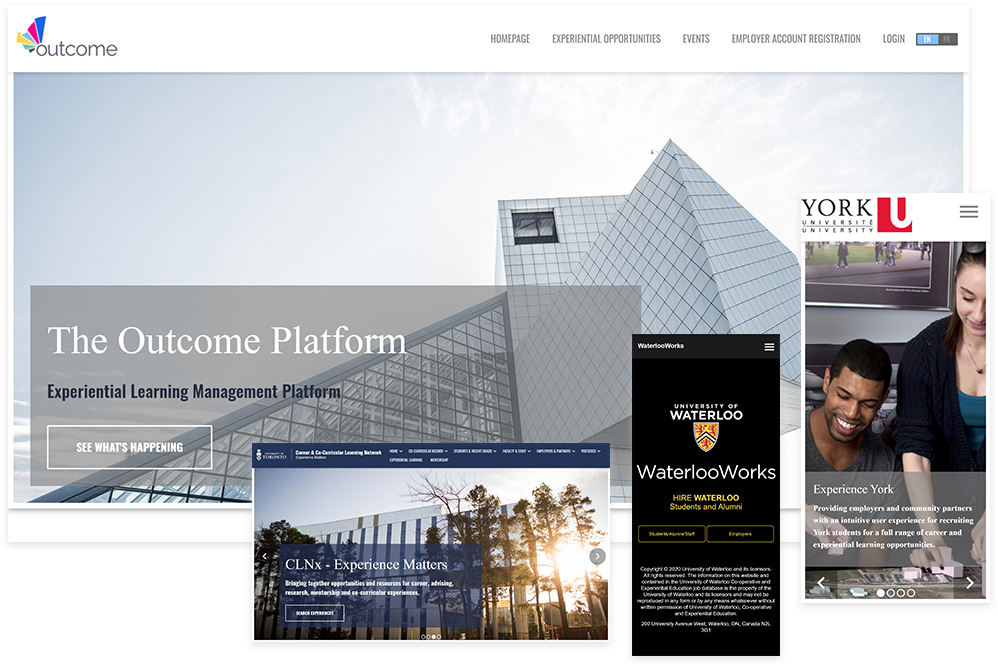 outcome
HOMEPAGE EXPERIENTIAL OPPORTUNITIES EVENTS EMPLOYER ACCOUNT REGISTRATION LOGIN EN FR
The Outcome Platform
Experiential Learning Management Platform
SEE WHAT'S HAPPENING
UNIVERSITY OF
TORONTO
Career & Co-Curricular Learning Network
Experience Matters
HOME CO-CURRICULAR RECORD STUDENTS & RECENT GRADS FACULTY & STAFF EMPLOYERS & PARTNERS POSTINGS
EXPERIENTIAL LEARNING MENTORSHIP
CLNx - Experience Matters
Bringing together opportunities and resources for career, advising,
research, mentorship and co-curricular experiences.
SEARCH EXPERIENCES
WaterlooWorks
UNIVERSITY OF
WATERLOO
WaterlooWorks
HIRE WATERLOO
Students and Alumni
Students/Alumni/Staff Employers
Copyright © 2020 University of Waterloo and its licensors.
All rights reserved. The information on this website and
contained in the University of Waterloo Co-operative and
Experiential Education job database is the property of the
University of Waterloo and its licensors and may not be
reproduced in any form or by any means whatsoever without
written permission of University of Waterloo, Co-operative
and Experiential Education.
200 University Avenue West, Waterloo, ON, Canada N2L
3G1
YORK U
UNIVERSITÉ
UNIVERSITY
Experience York
Providing employers and community partners
with an intuitive user experience for recruiting
York students for a full range of career and
experiential learning opportunities.